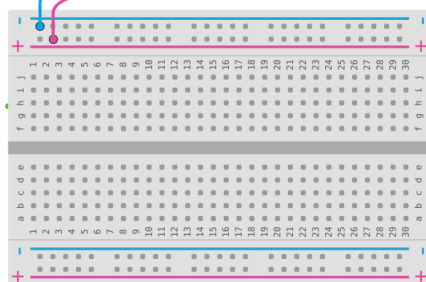 - -
+ +
1 2 3 4 5 6 7 8 9 10 11 12 13 14 15 16 17 18 19 20 21 22 23 24 25 26 27 28 29 30
j j
i i
h h
g g
f f
e e
d d
c c
b b
a a
1 2 3 4 5 6 7 8 9 10 11 12 13 14 15 16 17 18 19 20 21 22 23 24 25 26 27 28 29 30
- -
+ +